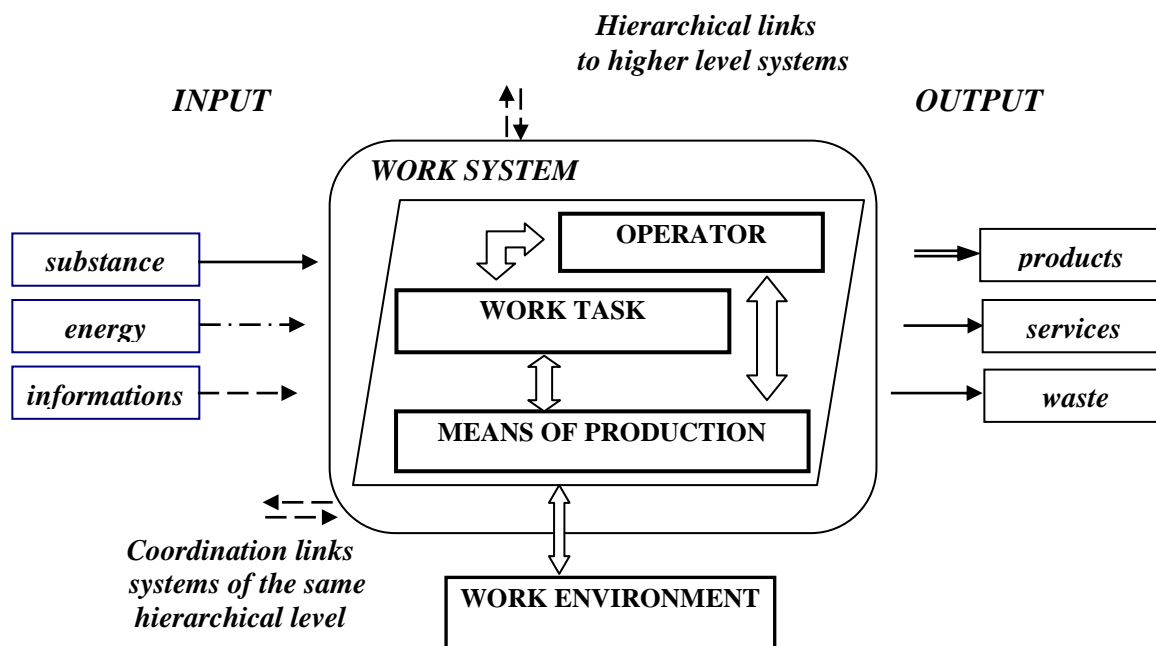 Hierarchical links
to higher level systems
INPUT
OUTPUT
WORK SYSTEM
OPERATOR
substance
products
WORK TASK
energy
services
informations
waste
MEANS OF PRODUCTION
Coordination links
systems of the same
hierarchical level
WORK ENVIRONMENT